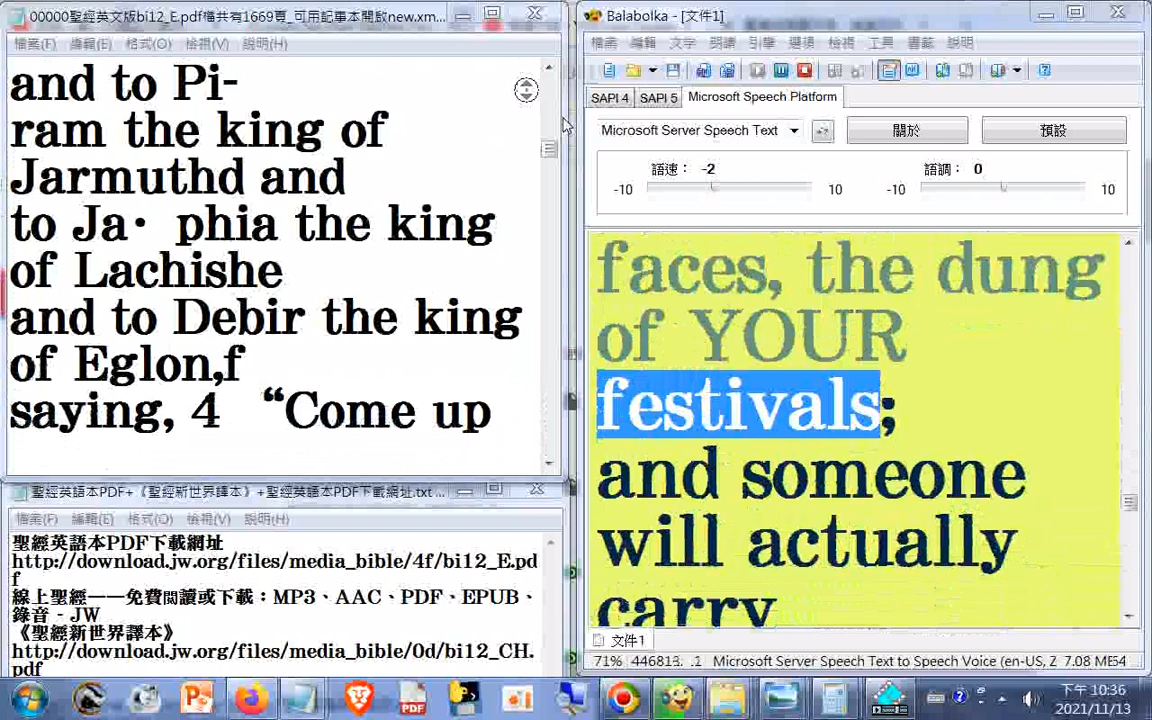 00000聖經英文版bi12_E.pdf檔共有1669頁_可用記事本開啟new.xm...
檔案(F) 編輯(E) 格式(O) 檢視(V) 說明(H)
and to Pi-
ram the king of
Jarmuthd and
to Ja· phia the king
of Lachishe
and to Debir the king
of Eglon,f
saying, 4 “Come up
聖經英語本PDF+《聖經新世界譯本》+聖經英語本PDF下載網址.txt ...
檔案(F) 編輯(E) 格式(O) 檢視(V) 說明(H)
聖經英語本PDF下載網址
http://download.jw.org/files/media_bible/4f/bi12_E.pd
f
線上聖經——免費閱讀或下載：MP3、AAC、PDF、EPUB、
錄音 - JW
《聖經新世界譯本》
http://download.jw.org/files/media_bible/0d/bi12_CH.
pdf
Balabolka - [文件1]
檔案 編輯 文字 朗讀 引擎 選項 檢視 工具 書籤 說明
SAPI 4 SAPI 5 Microsoft Speech Platform
Microsoft Server Speech Text 關於 預設
語速： -2 語調： 0
-10 10 -10 10
faces, the dung
of YOUR
festivals;
and someone
will actually
carry
文件1
71% 446813. .1 Microsoft Server Speech Text to Speech Voice (en-US, Z 7.08 ME54
PDF
下午 10:36
2021/11/13